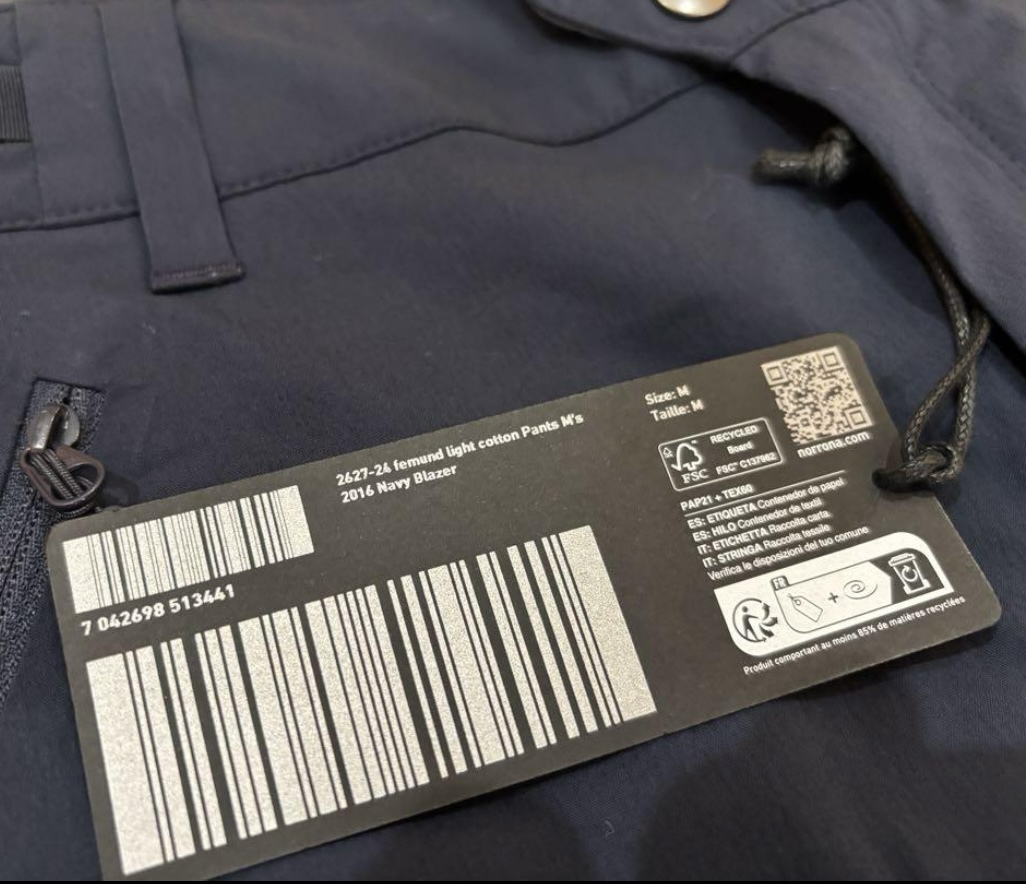 2627-24 femund light cotton Pants M's
2016 Navy Blazer
Size: M
Taille: M
norrona.com
RECYCLED
Board
FSC
FSC® C137982
7 042698 513441
PAP21 + TEX60
ES: ETIQUETA Contenedor de papel
ES: HILO Contenedor de textil
IT: ETICHETTA Raccolta carta
IT: STRINGA Raccolta tessile
Verifica le disposizioni del tuo comune
FR
Produit comportant au moins 85% de matières recyclées